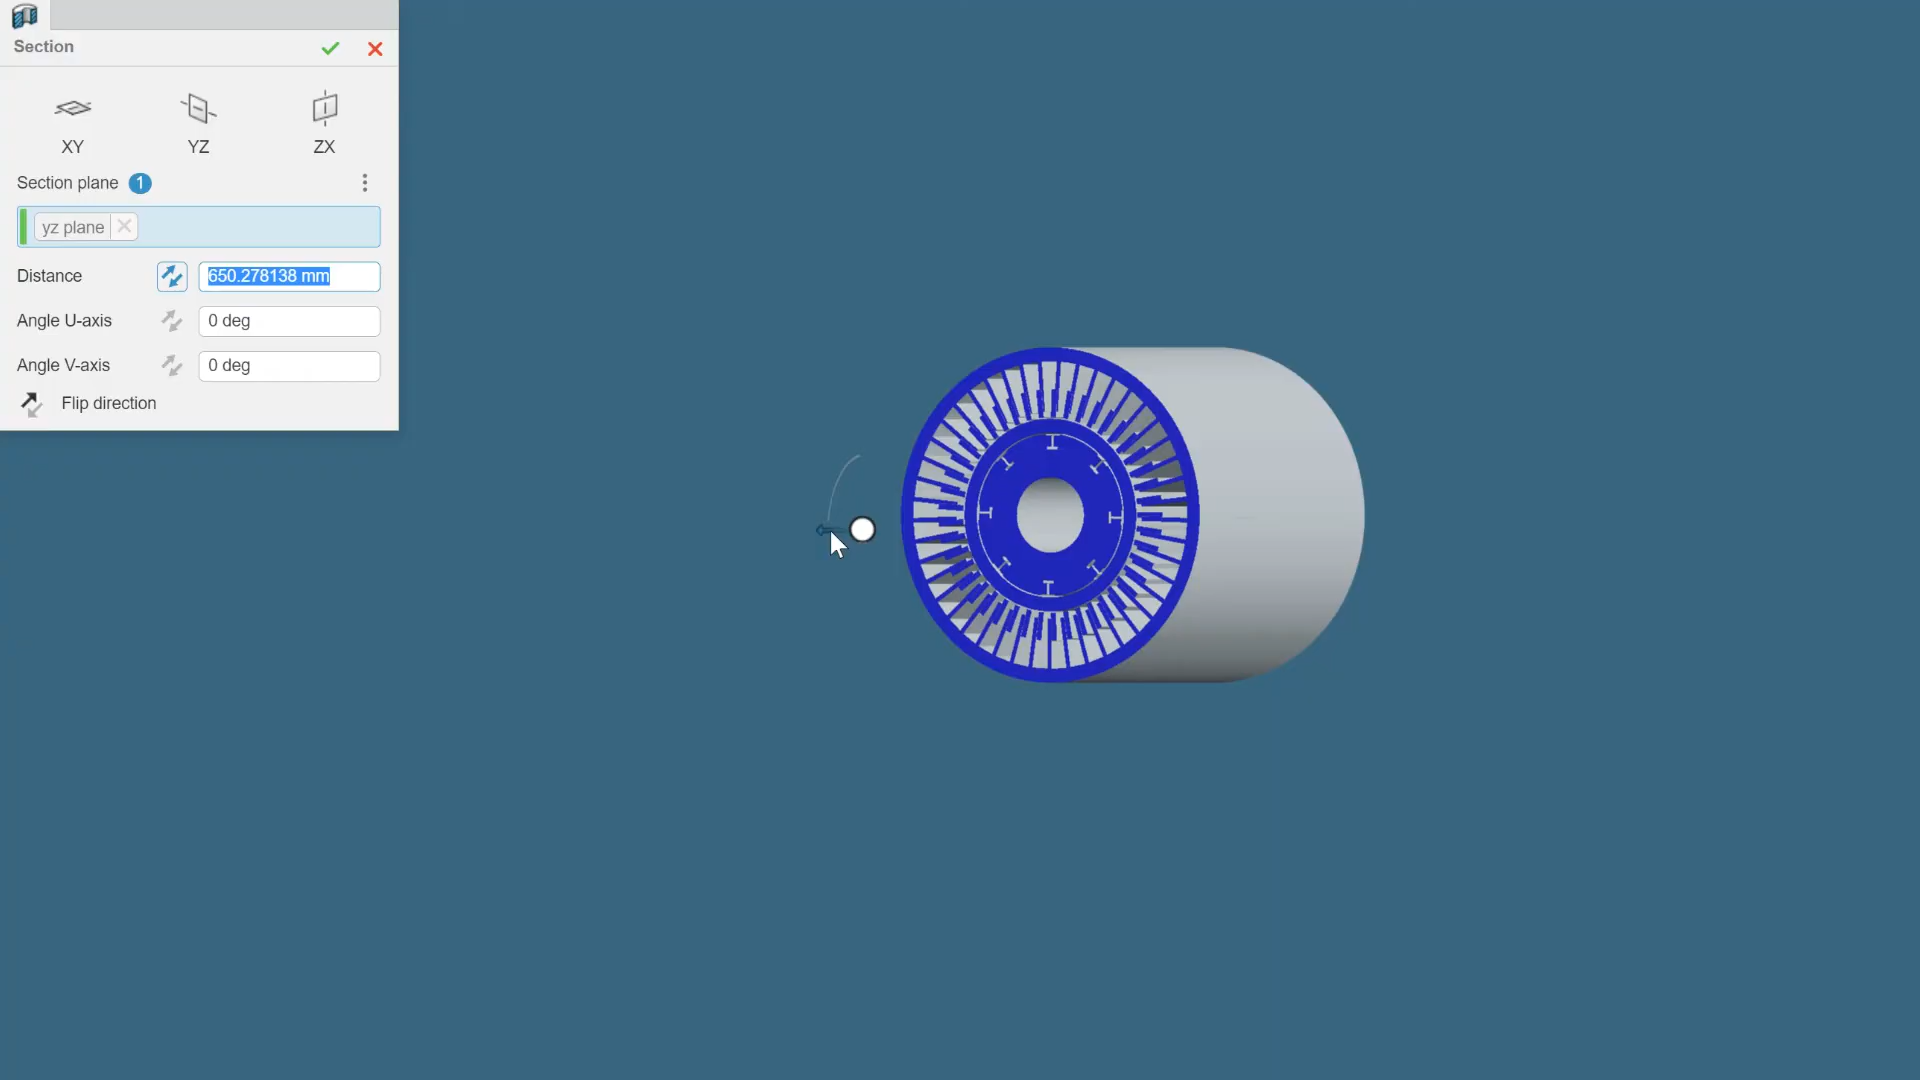 Section
XY YZ ZX
Section plane 1
yz plane
Distance 650.278138 mm
Angle U-axis 0 deg
Angle V-axis 0 deg
Flip direction